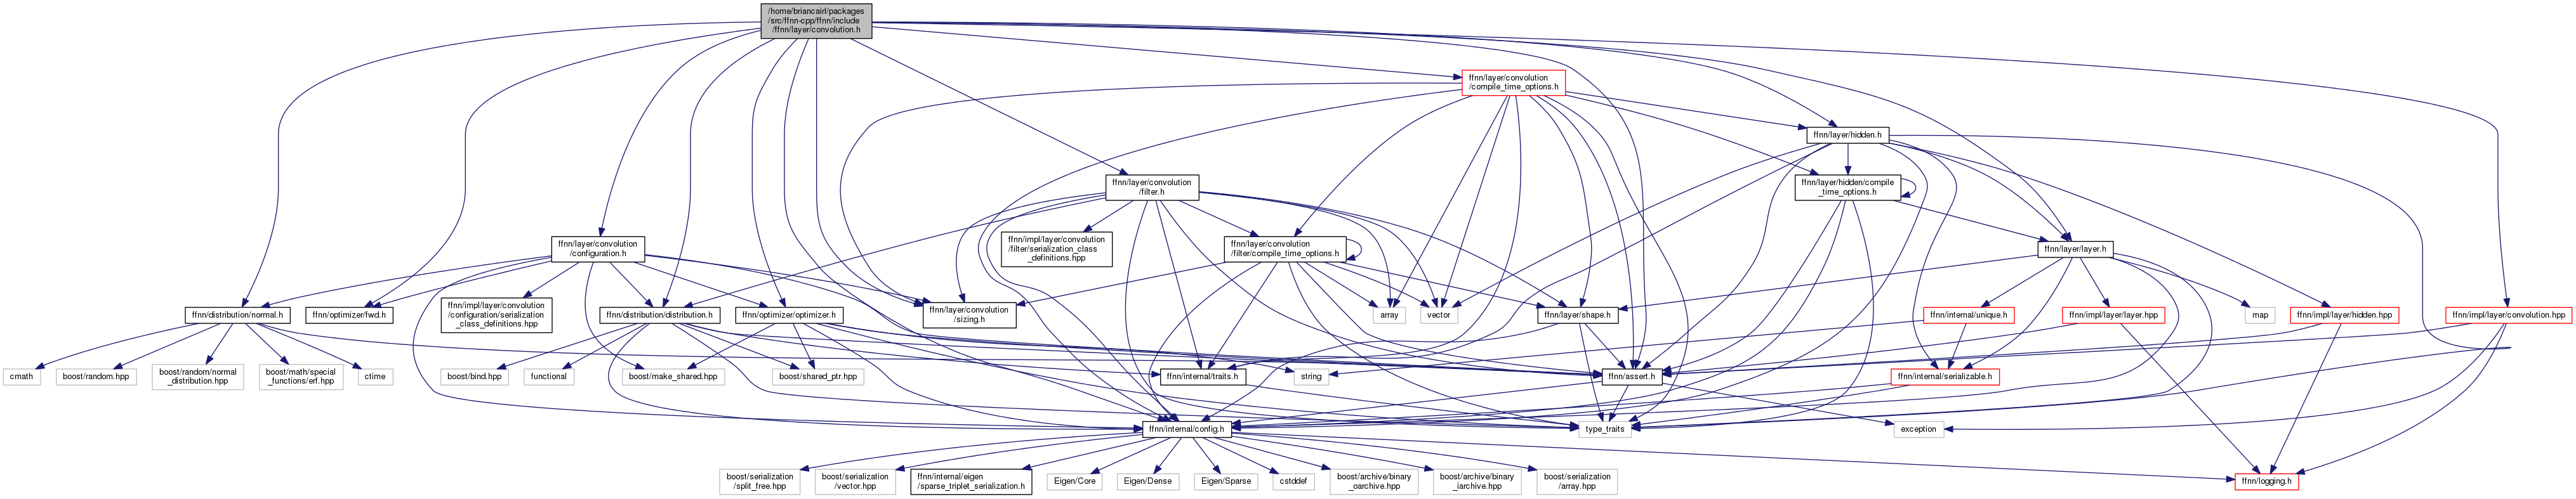 /home/briancairl/packages
/src/ffnn-cpp/ffnn/include
/ffnn/layer/convolution.h
ffnn/layer/convolution
/compile_time_options.h
ffnn/layer/hidden.h
ffnn/layer/convolution
/filter.h
ffnn/layer/hidden/compile
_time_options.h
ffnn/layer/convolution
/configuration.h
ffnn/impl/layer/convolution
/filter/serialization_class
_definitions.hpp
ffnn/layer/convolution
/filter/compile_time_options.h
ffnn/layer/layer.h
ffnn/distribution/normal.h
ffnn/optimizer/fwd.h
ffnn/impl/layer/convolution
/configuration/serialization
_class_definitions.hpp
ffnn/distribution/distribution.h
ffnn/optimizer/optimizer.h
ffnn/layer/convolution
/sizing.h
array
vector
ffnn/layer/shape.h
ffnn/internal/unique.h
ffnn/impl/layer/layer.hpp
map
ffnn/impl/layer/hidden.hpp
ffnn/impl/layer/convolution.hpp
cmath
boost/random.hpp
boost/random/normal
_distribution.hpp
boost/math/special
_functions/erf.hpp
ctime
boost/bind.hpp
functional
boost/make_shared.hpp
boost/shared_ptr.hpp
ffnn/internal/traits.h
string
ffnn/assert.h
ffnn/internal/serializable.h
ffnn/internal/config.h
type_traits
exception
boost/serialization
/split_free.hpp
boost/serialization
/vector.hpp
ffnn/internal/eigen
/sparse_triplet_serialization.h
Eigen/Core
Eigen/Dense
Eigen/Sparse
cstddef
boost/archive/binary
_oarchive.hpp
boost/archive/binary
_iarchive.hpp
boost/serialization
/array.hpp
ffnn/logging.h